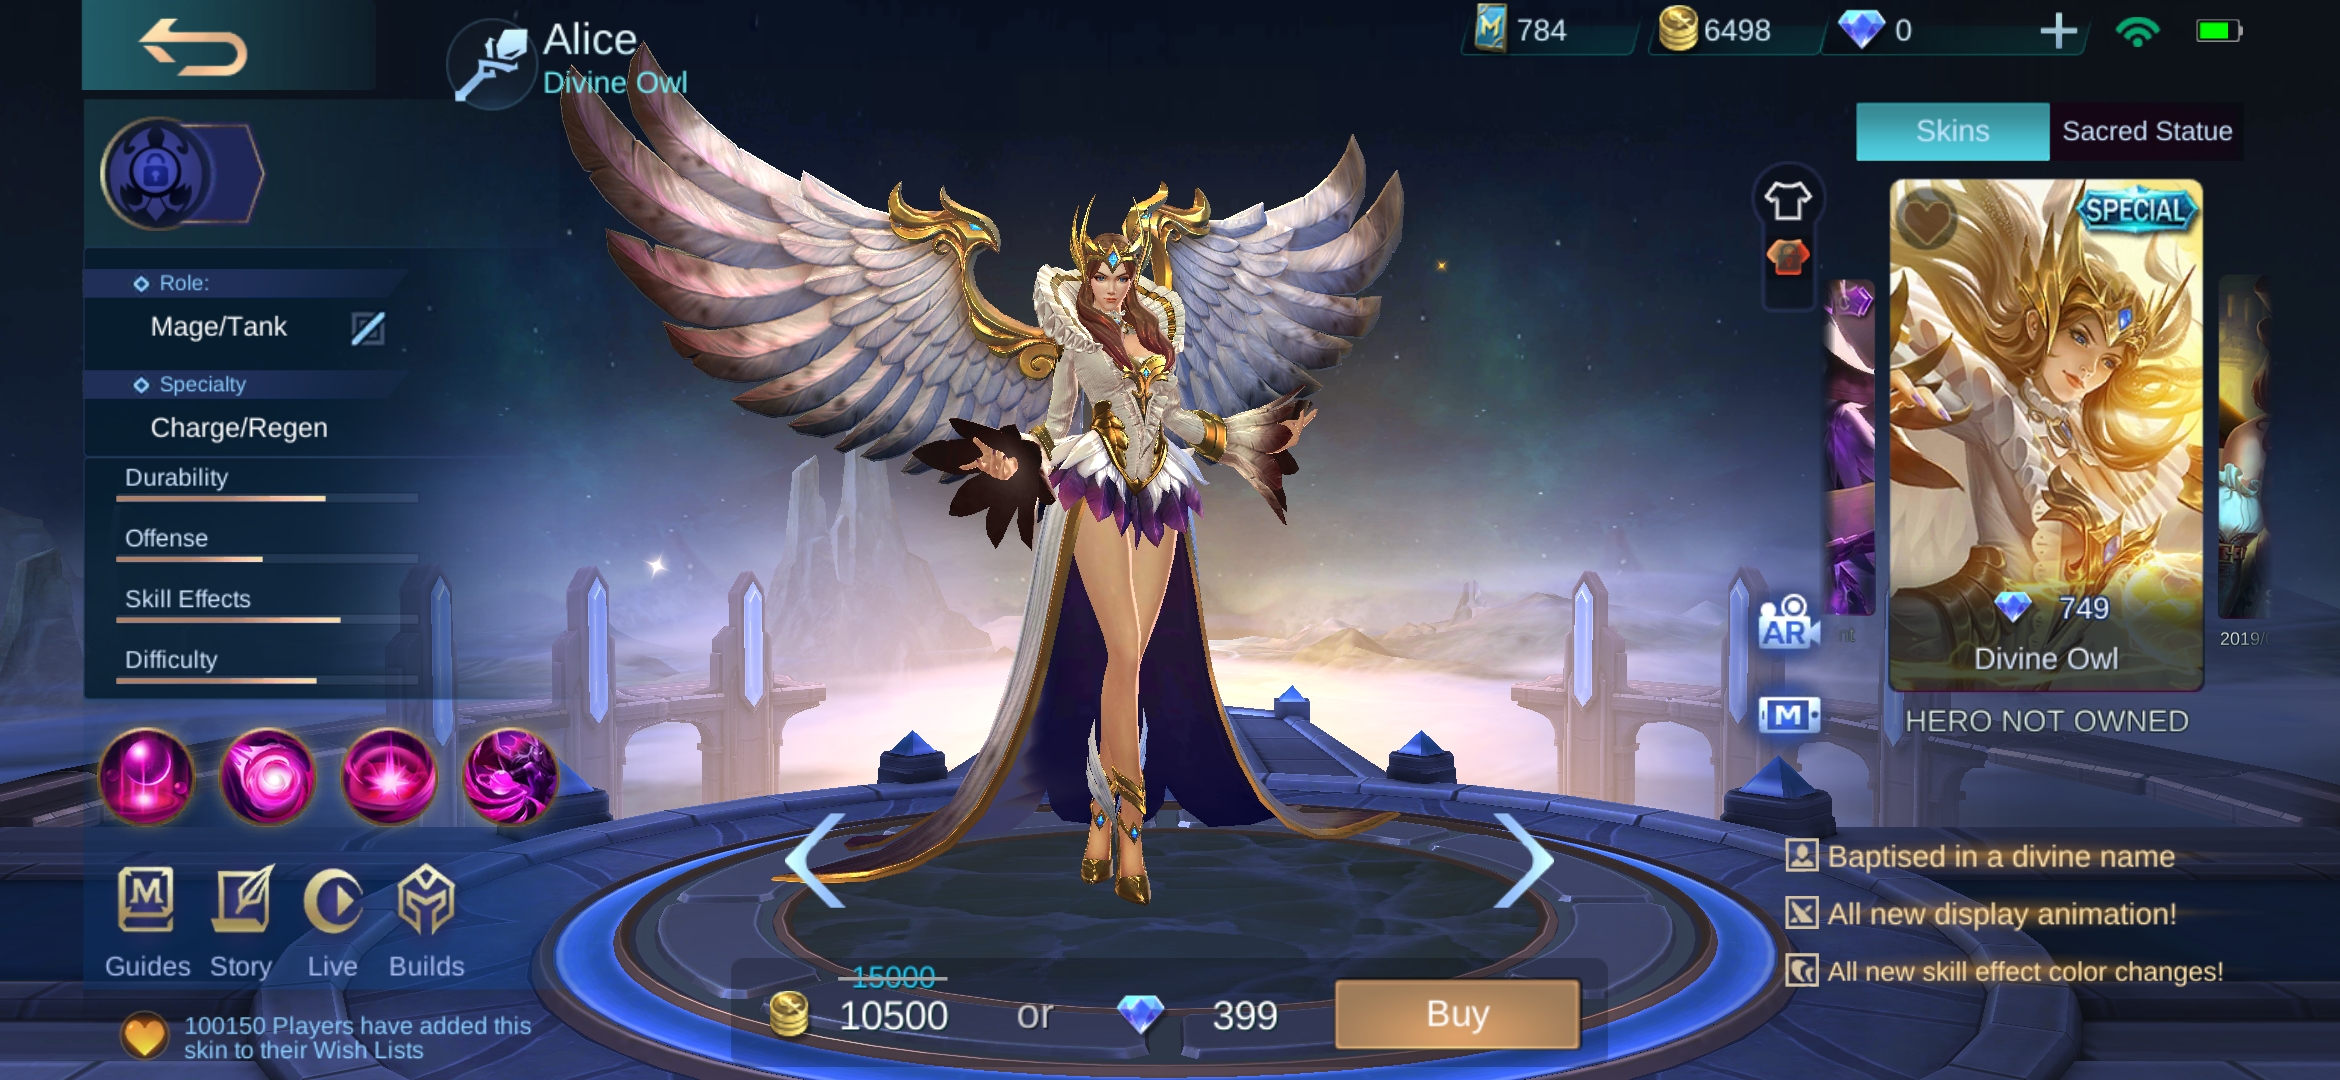 Alice
Divine Owl
784
6498
0
Skins
Sacred Statue
SPECIAL
Role:
Mage/Tank
Specialty
Charge/Regen
Durability
Offense
Skill Effects
Difficulty
AR
M
749
Divine Owl
2019/
HERO NOT OWNED
Guides
Story
Live
Builds
Baptised in a divine name
All new display animation!
All new skill effect color changes!
100150 Players have added this
skin to their Wish Lists
15000
10500 or 399
Buy